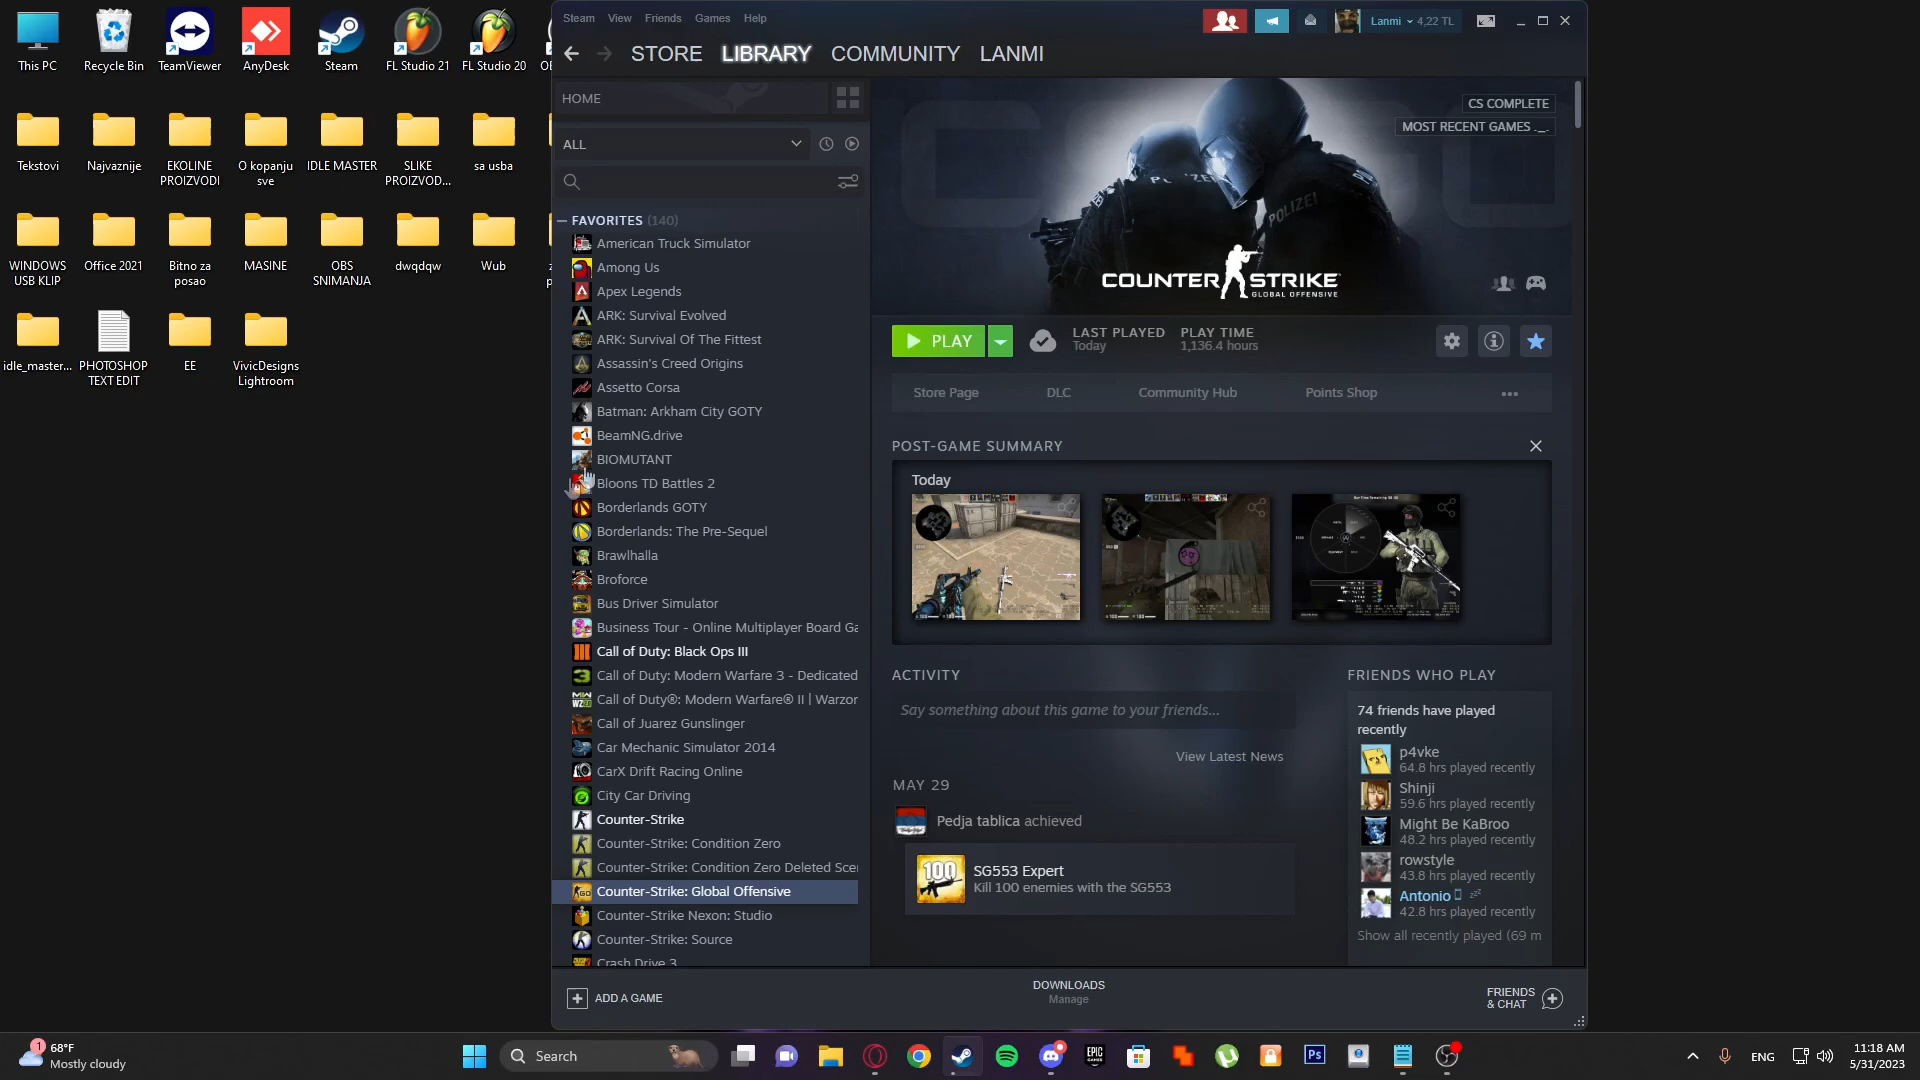 This PC
Recycle Bin
TeamViewer
AnyDesk
Steam
FL Studio 21
FL Studio 20
Tekstovi
Najvaznije
EKOLINE
PROIZVODI
O kopanju
sve
IDLE MASTER
SLIKE
PROIZVOD...
sa usba
WINDOWS
USB KLIP
Office 2021
Bitno za
posao
MASINE
OBS
SNIMANJA
dwqdqw
Wub
idle_master...
PHOTOSHOP
TEXT EDIT
EE
VivicDesigns
Lightroom
Steam View Friends Games Help
Lanmi 4,22 TL
STORE LIBRARY COMMUNITY LANMI
HOME
ALL
FAVORITES (140)
American Truck Simulator
Among Us
Apex Legends
ARK: Survival Evolved
ARK: Survival Of The Fittest
Assassin's Creed Origins
Assetto Corsa
Batman: Arkham City GOTY
BeamNG.drive
BIOMUTANT
Bloons TD Battles 2
Borderlands GOTY
Borderlands: The Pre-Sequel
Brawlhalla
Broforce
Bus Driver Simulator
Business Tour - Online Multiplayer Board Ga
Call of Duty: Black Ops III
Call of Duty: Modern Warfare 3 - Dedicated
Call of Duty®: Modern Warfare® II | Warzor
Call of Juarez Gunslinger
Car Mechanic Simulator 2014
CarX Drift Racing Online
City Car Driving
Counter-Strike
Counter-Strike: Condition Zero
Counter-Strike: Condition Zero Deleted Scer
Counter-Strike: Global Offensive
Counter-Strike Nexon: Studio
Counter-Strike: Source
Crash Drive 3
CS COMPLETE
MOST RECENT GAMES ._.
POLIZEI
COUNTER STRIKE
GLOBAL OFFENSIVE
PLAY
LAST PLAYED
Today
PLAY TIME
1,136.4 hours
Store Page DLC Community Hub Points Shop
POST-GAME SUMMARY
Today
ACTIVITY
Say something about this game to your friends...
View Latest News
MAY 29
Pedja tablica achieved
100
SG553 Expert
Kill 100 enemies with the SG553
FRIENDS WHO PLAY
74 friends have played
recently
p4vke
64.8 hrs played recently
Shinji
59.6 hrs played recently
Might Be KaBroo
48.2 hrs played recently
rowstyle
43.8 hrs played recently
Antonio
42.8 hrs played recently
Show all recently played (69 m
ADD A GAME
DOWNLOADS
Manage
FRIENDS
& CHAT
1
68°F
Mostly cloudy
Search
EPIC
GAMES
Ps
ENG
11:18 AM
5/31/2023